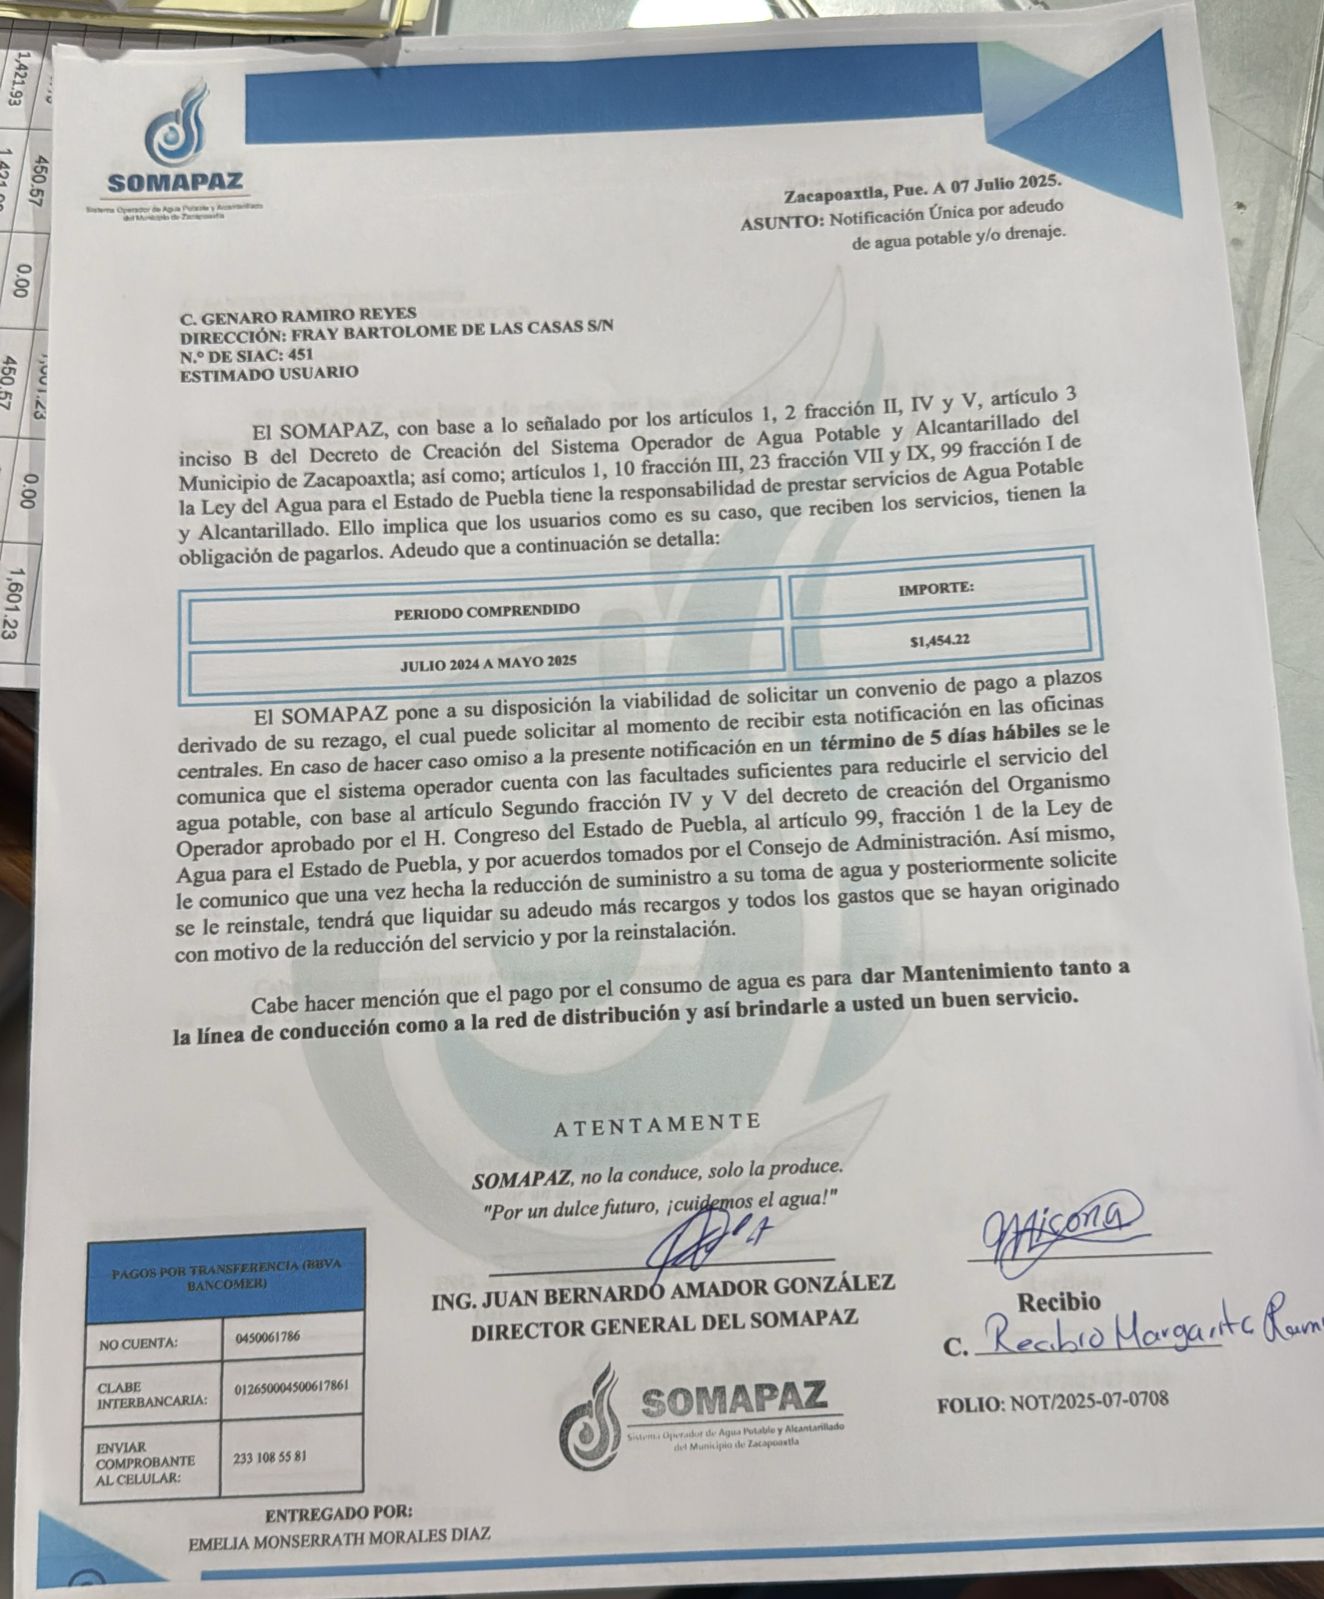 1,421.93
450.57
0.00
450.57
0.00
1,601.23
SOMAPAZ
Sistema Operador de Agua Potable y Alcantarillado
del Municipio de Zacapoaxtla
Zacapoaxtla, Pue. A 07 Julio 2025.
ASUNTO: Notificación Única por adeudo
de agua potable y/o drenaje.
C. GENARO RAMIRO REYES
DIRECCIÓN: FRAY BARTOLOME DE LAS CASAS S/N
N.º DE SIAC: 451
ESTIMADO USUARIO
El SOMAPAZ, con base a lo señalado por los artículos 1, 2 fracción II, IV y V, artículo 3
inciso B del Decreto de Creación del Sistema Operador de Agua Potable y Alcantarillado del
Municipio de Zacapoaxtla; así como; artículos 1, 10 fracción III, 23 fracción VII y IX, 99 fracción I de
la Ley del Agua para el Estado de Puebla tiene la responsabilidad de prestar servicios de Agua Potable
y Alcantarillado. Ello implica que los usuarios como es su caso, que reciben los servicios, tienen la
obligación de pagarlos. Adeudo que a continuación se detalla:
PERIODO COMPRENDIDO IMPORTE:
JULIO 2024 A MAYO 2025 $1,454.22
El SOMAPAZ pone a su disposición la viabilidad de solicitar un convenio de pago a plazos
derivado de su rezago, el cual puede solicitar al momento de recibir esta notificación en las oficinas
centrales. En caso de hacer caso omiso a la presente notificación en un término de 5 días hábiles se le
comunica que el sistema operador cuenta con las facultades suficientes para reducirle el servicio del
agua potable, con base al artículo Segundo fracción IV y V del decreto de creación del Organismo
Operador aprobado por el H. Congreso del Estado de Puebla, al artículo 99, fracción 1 de la Ley de
Agua para el Estado de Puebla, y por acuerdos tomados por el Consejo de Administración. Así mismo,
le comunico que una vez hecha la reducción de suministro a su toma de agua y posteriormente solicite
se le reinstale, tendrá que liquidar su adeudo más recargos y todos los gastos que se hayan originado
con motivo de la reducción del servicio y por la reinstalación.
Cabe hacer mención que el pago por el consumo de agua es para dar Mantenimiento tanto a
la línea de conducción como a la red de distribución y así brindarle a usted un buen servicio.
ATENTAMENTE
SOMAPAZ, no la conduce, solo la produce.
"Por un dulce futuro, ¡cuidemos el agua!"
ING. JUAN BERNARDO AMADOR GONZÁLEZ
DIRECTOR GENERAL DEL SOMAPAZ
SOMAPAZ
Sistema Operador de Agua Potable y Alcantarillado
del Municipio de Zacapoaxtla
Recibio
C. Recibio Margarita
FOLIO: NOT/2025-07-0708
PAGOS POR TRANSFERENCIA (BBVA
BANCOMER)
NO CUENTA: 0450061786
CLABE
INTERBANCARIA: 012650004500617861
ENVIAR
COMPROBANTE
AL CELULAR: 233 108 55 81
ENTREGADO POR:
EMELIA MONSERRATH MORALES DIAZ